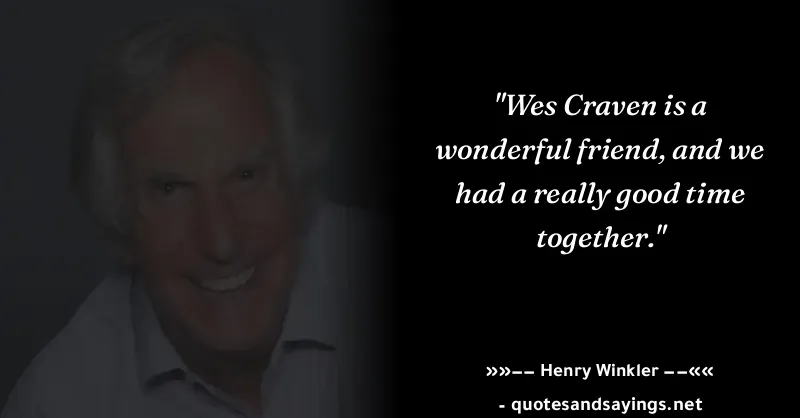 "Wes Craven is a
wonderful friend, and we
had a really good time
together."
»»−− Henry Winkler −−««
- quotesandsayings.net